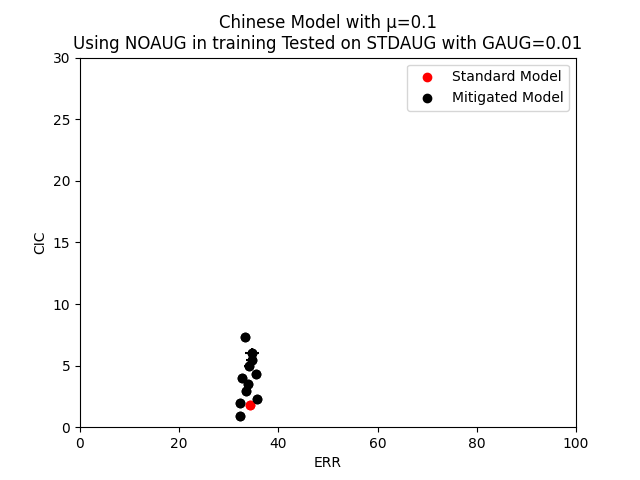 Chinese Model with μ=0.1
Using NOAUG in training Tested on STDAUG with GAUG=0.01
Standard Model
Mitigated Model
30
25
20
15
10
5
0
CIC
0 20 40 60 80 100
ERR